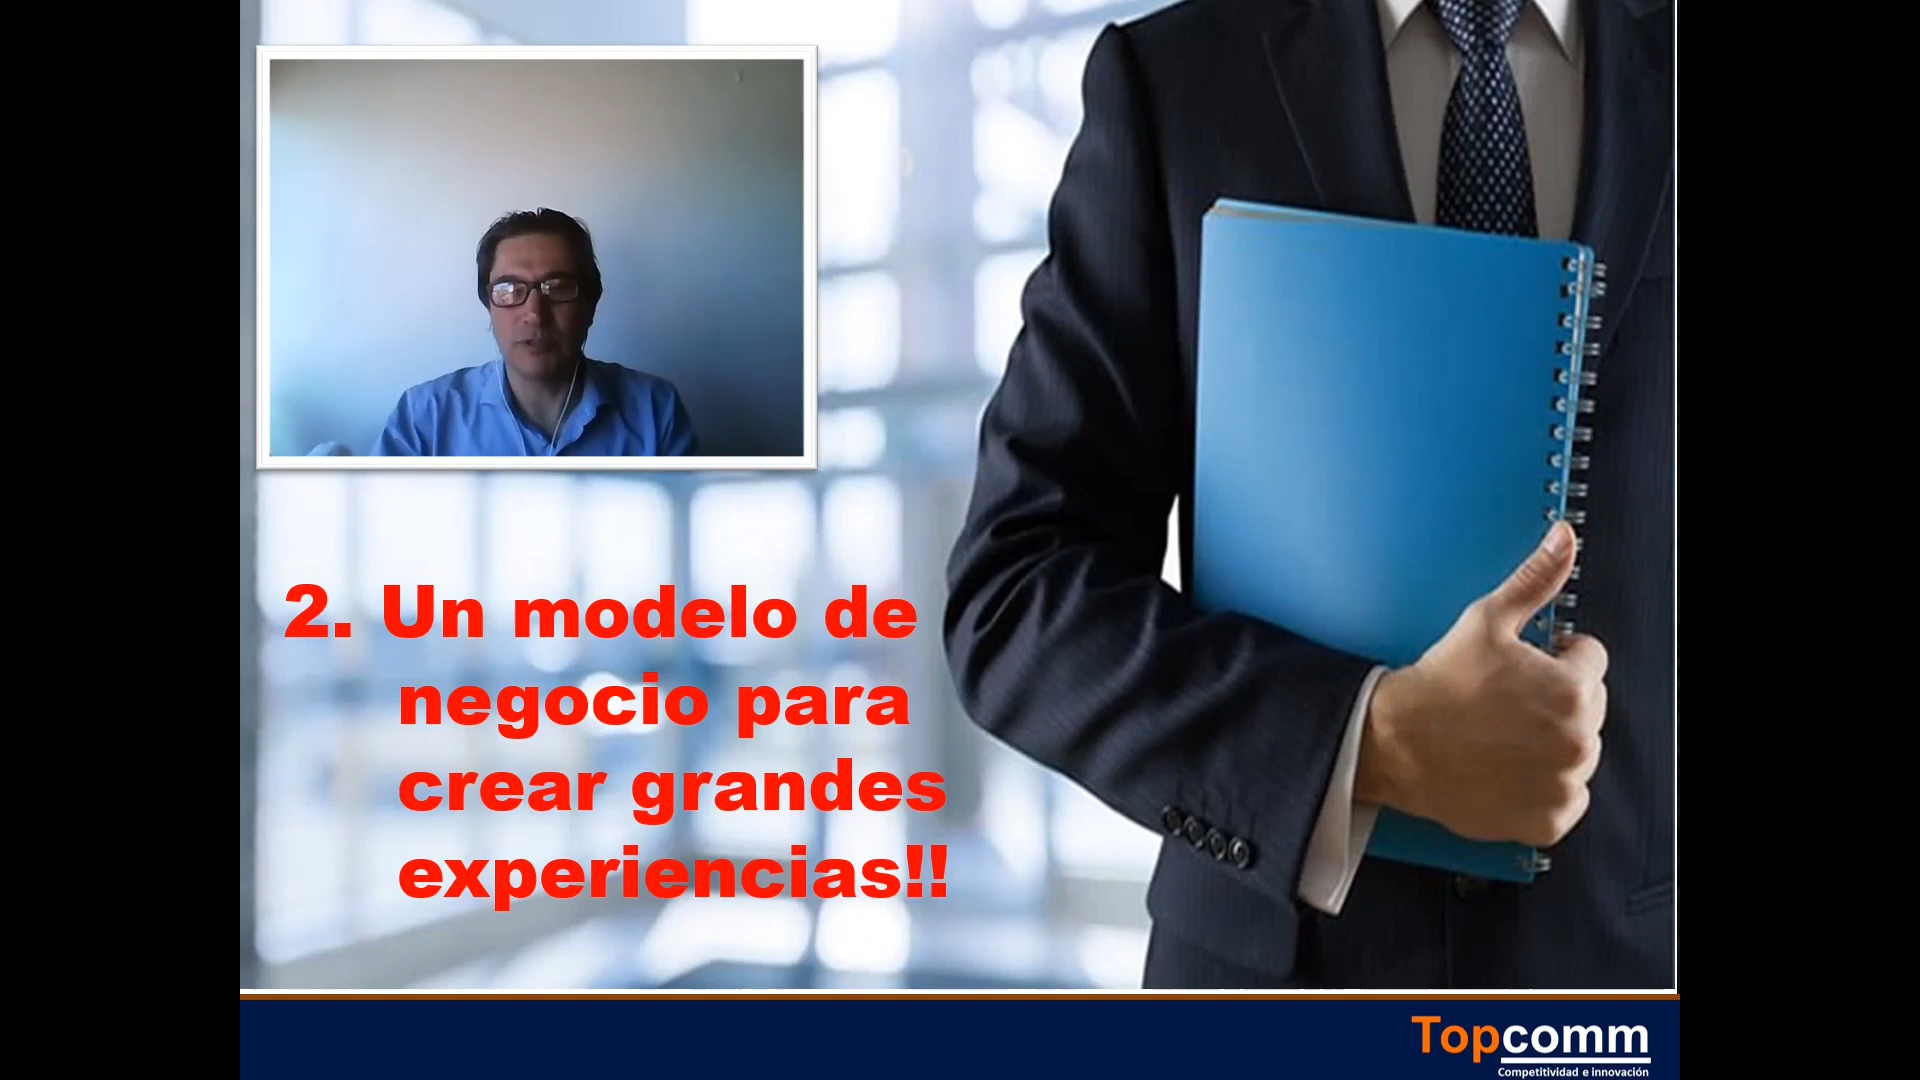 2. Un modelo de
negocio para
crear grandes
experiencias!!
Topcomm
Competitividad e innovación